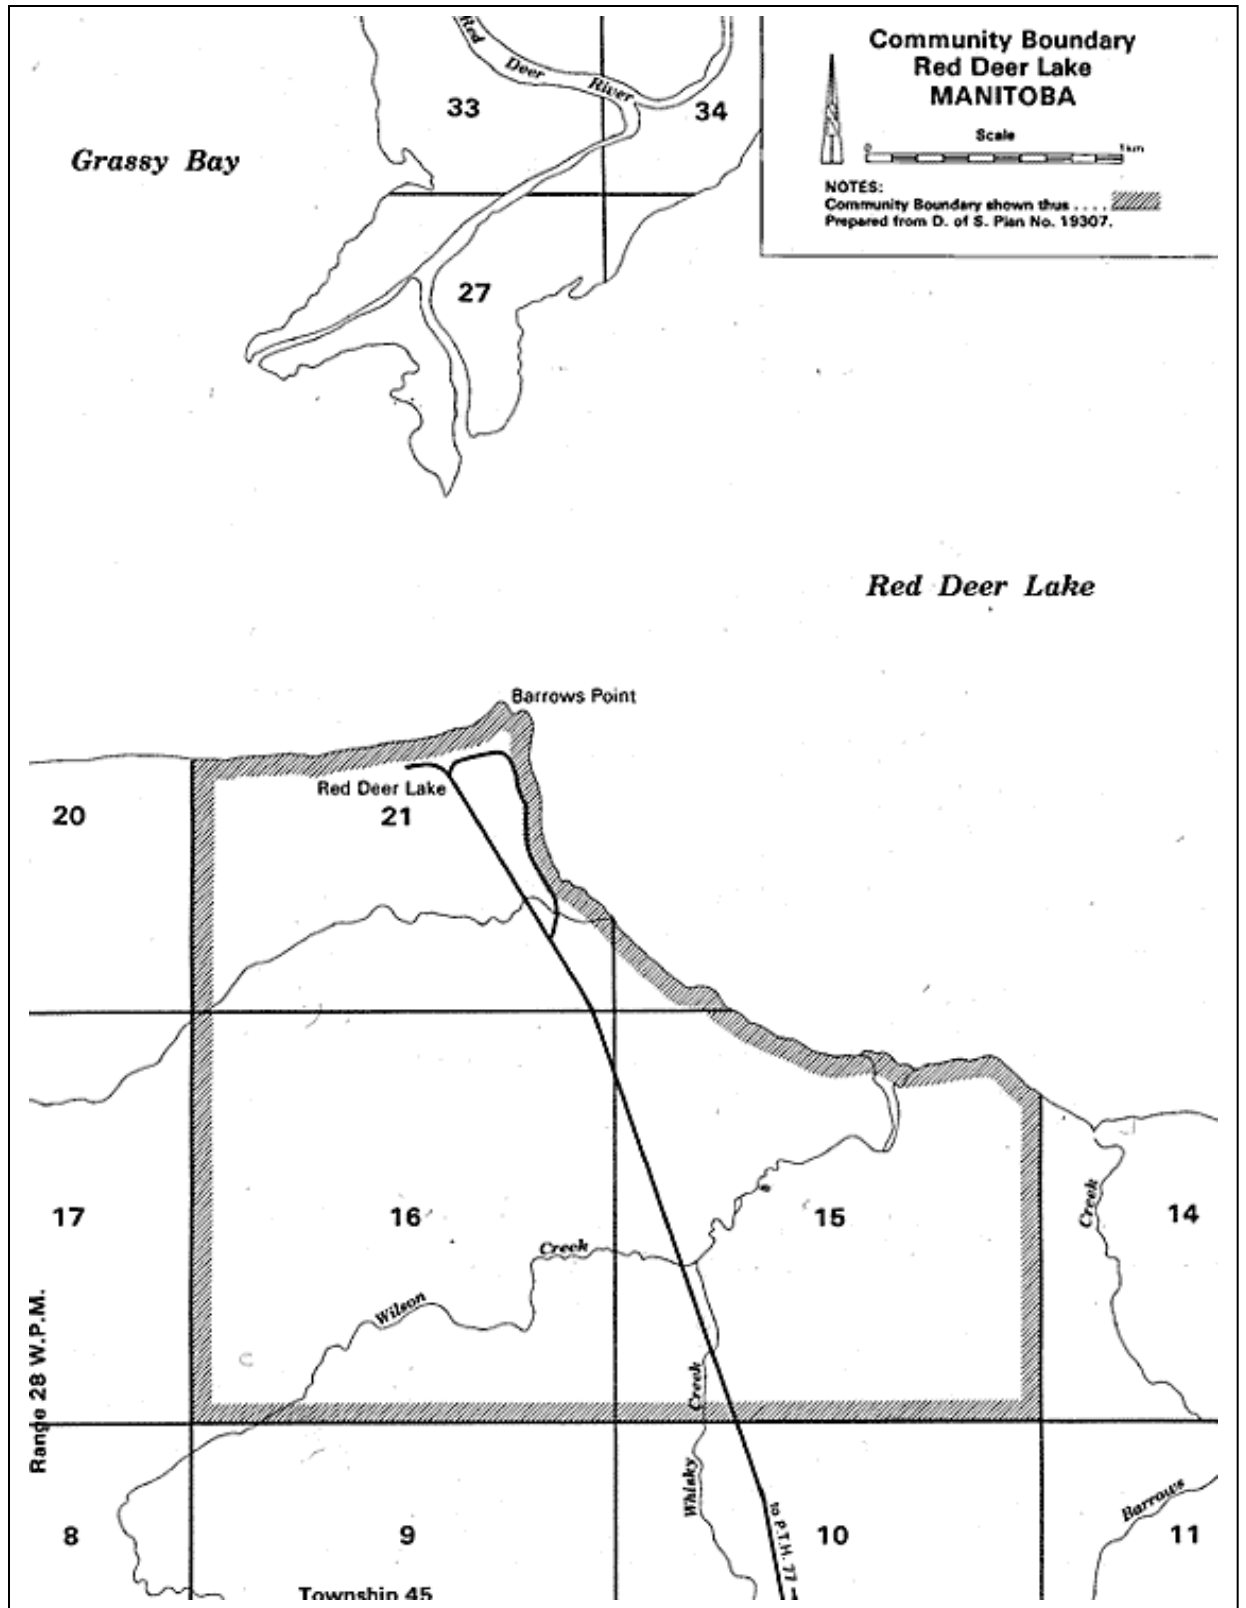 Community Boundary
Red Deer Lake
MANITOBA
Scale
0 1 km
NOTES:
Community Boundary shown thus ....
Prepared from D. of S. Plan No. 19307.
Red Deer River
33
34
Grassy Bay
27
Red Deer Lake
Barrows Point
Red Deer Lake
20
21
17
16
15
14
Creek
Creek
Wilson
Creek
Range 28 W.P.M.
Whisky
Barrows
to P.T.H. 77
8
9
10
11
Township 45